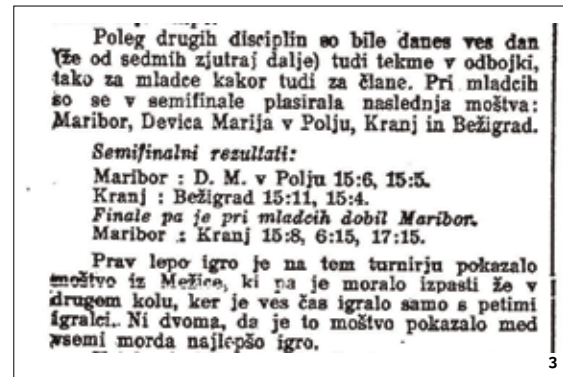 Poleg drugih disciplin so bile danes ves dan
(že od sedmih zjutraj dalje) tudi tekme v odbojki,
tako za mladce kakor tudi za člane. Pri mladcih
so se v semifinale plasirala naslednja moštva:
Maribor, Devica Marija v Polju, Kranj in Bežigrad.
Semifinalni rezultati:
Maribor : D. M. v Polju 15:6, 15:5.
Kranj : Bežigrad 15:11, 15:4.
Finale pa je pri mladcih dobil Maribor.
Maribor : Kranj 15:8, 6:15, 17:15.
Prav lepo igro je na tem turnirju pokazalo
moštvo iz Mežice, ki pa je moralo izpasti že v
drugem kolu, ker je ves čas igralo samo s petimi
igralci. Ni dvoma, da je to moštvo pokazalo med
vsemi morda najlepšo igro.
3